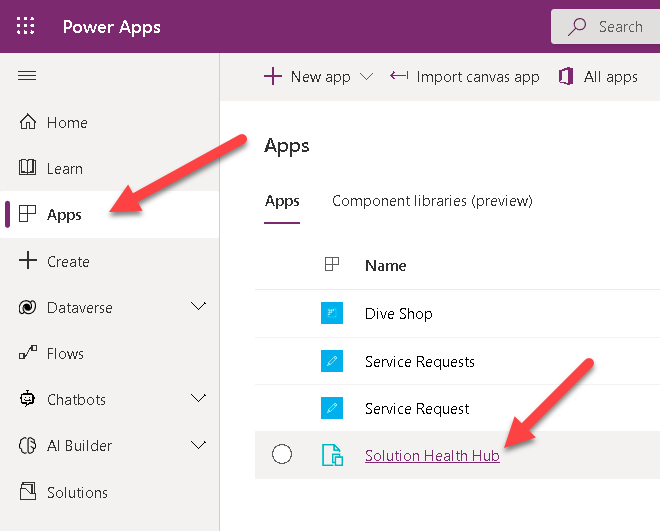 Power Apps
Search
Home
Learn
Apps
Create
Dataverse
Flows
Chatbots
AI Builder
Solutions
New app
Import canvas app
All apps
Apps
Apps
Component libraries (preview)
Name
Dive Shop
Service Requests
Service Request
Solution Health Hub